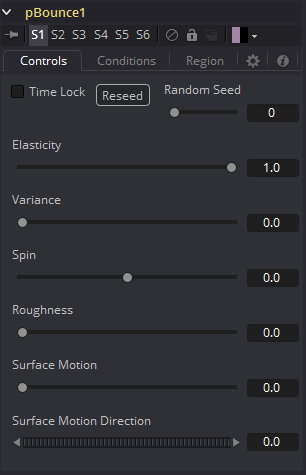 pBounce1
S1 S2 S3 S4 S5 S6
Controls Conditions Region
Time Lock Reseed Random Seed
0
Elasticity
1.0
Variance
0.0
Spin
0.0
Roughness
0.0
Surface Motion
0.0
Surface Motion Direction
0.0